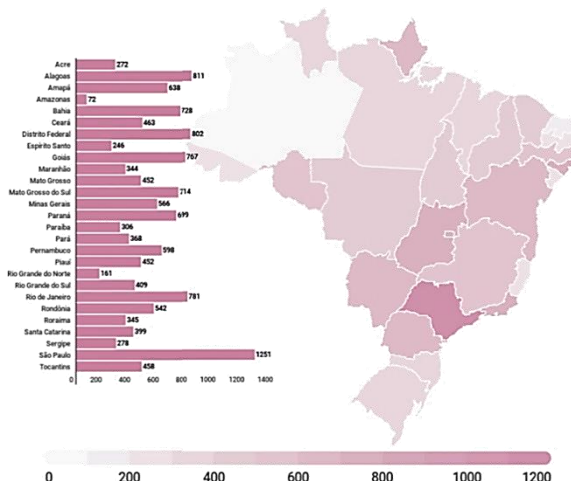 Acre 272
Alagoas 811
Amapá 638
Amazonas 72
Bahia 728
Ceará 463
Distrito Federal 802
Espírito Santo 246
Goiás 767
Maranhão 344
Mato Grosso 452
Mato Grosso do Sul 714
Minas Gerais 566
Paraná 699
Paraíba 306
Pará 368
Pernambuco 598
Piauí 452
Rio Grande do Norte 161
Rio Grande do Sul 409
Rio de Janeiro 781
Rondônia 542
Roraima 345
Santa Catarina 399
Sergipe 278
São Paulo 1251
Tocantins 458
0 200 400 600 800 1000 1200 1400
0 200 400 600 800 1000 1200